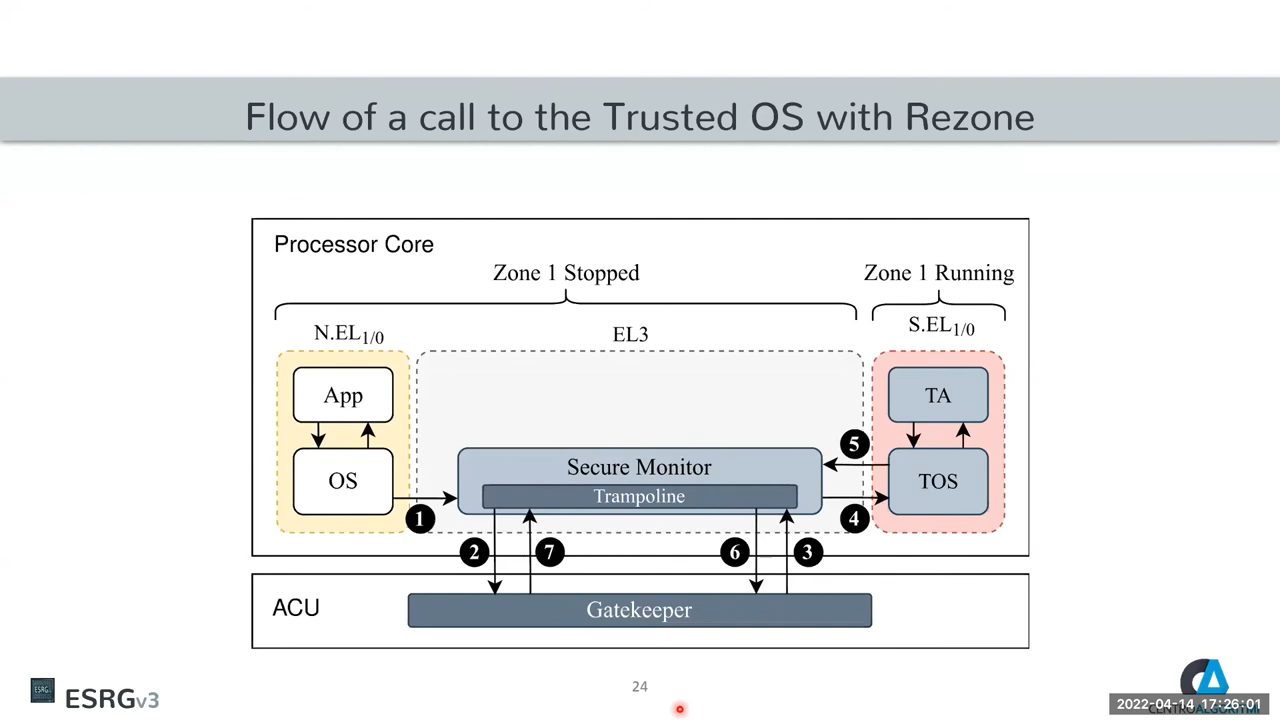 Flow of a call to the Trusted OS with Rezone
Processor Core
Zone 1 Stopped
Zone 1 Running
N.EL1/0
EL3
S.EL1/0
App
TA
OS
Secure Monitor
Trampoline
TOS
5
1
4
2
7
6
3
ACU
Gatekeeper
ESRG
ESRGv3
24
2022-04-14 17:26:01
CENTROALGORITMI